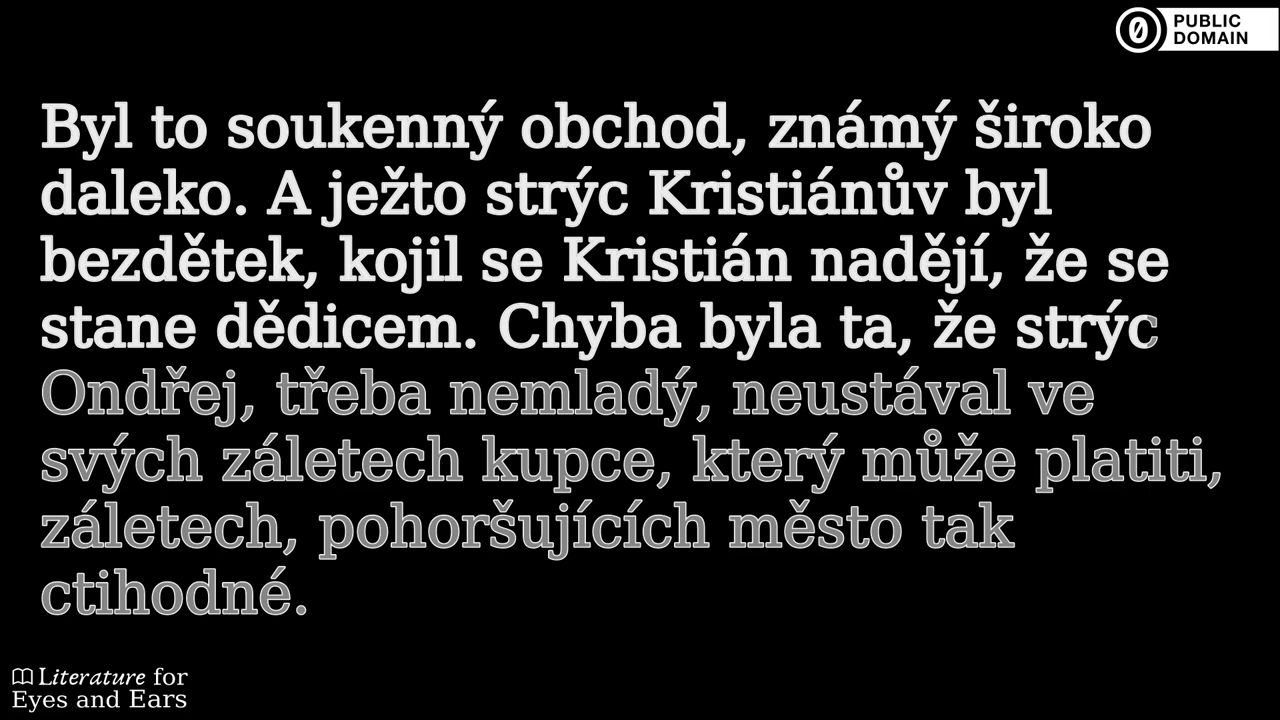 PUBLIC
DOMAIN
Byl to soukenný obchod, známý široko
daleko. A ježto strýc Kristiánův byl
bezdětek, kojil se Kristián nadějí, že se
stane dědicem. Chyba byla ta, že strýc
Ondřej, třeba nemladý, neustával ve
svých záletech kupce, který může platiti,
záletech, pohoršujících město tak
ctihodné.
Literature for
Eyes and Ears